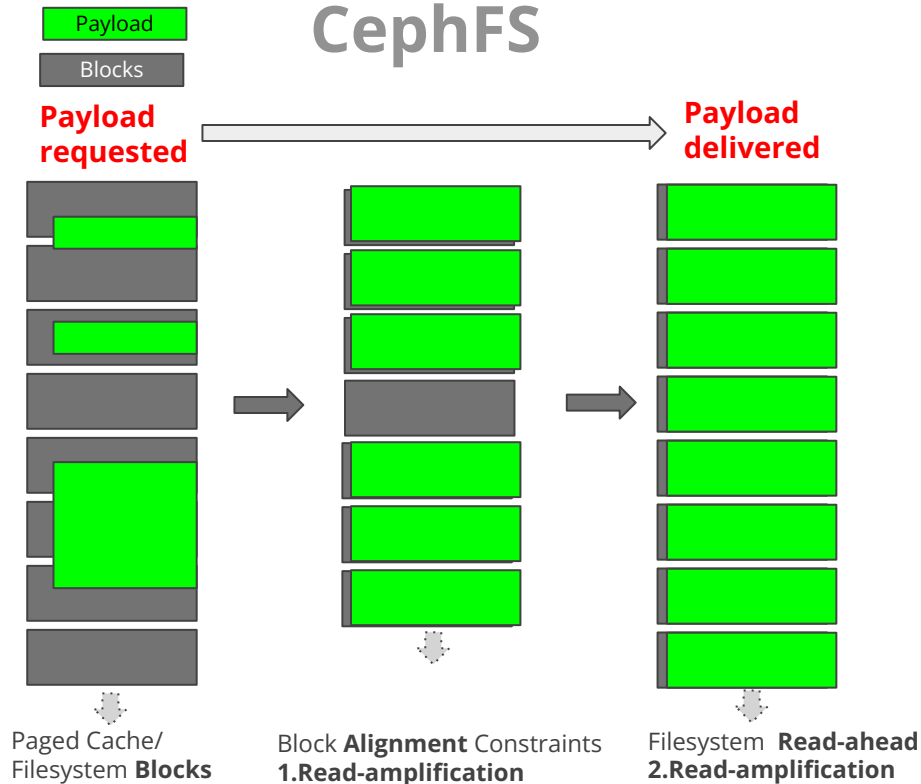 CephFS
Payload
Blocks
Payload
requested
Payload
delivered
Paged Cache/
Filesystem Blocks
Block Alignment Constraints
1.Read-amplification
Filesystem Read-ahead
2.Read-amplification